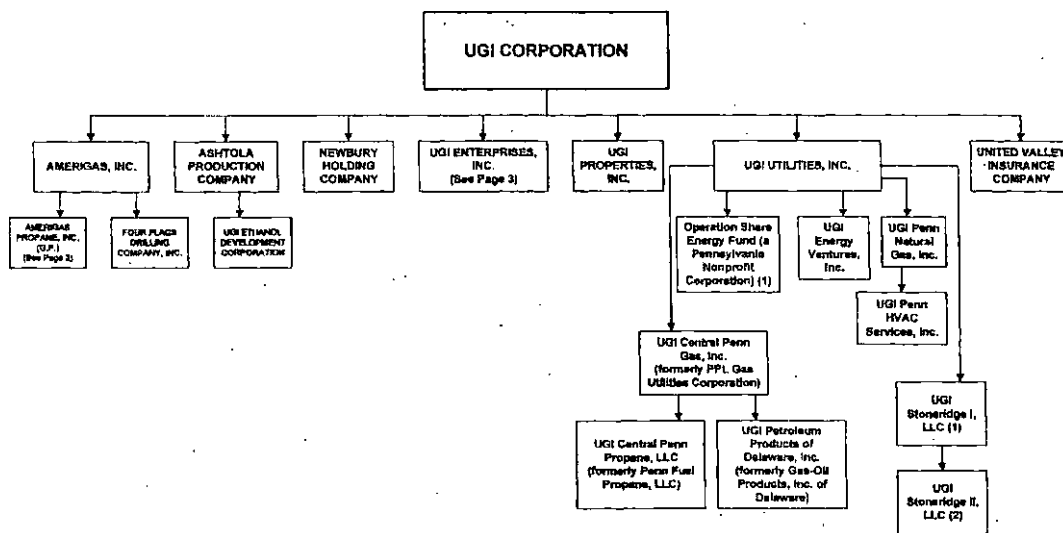 UGI CORPORATION
AMERIGAS, INC.
ASHTOLA
PRODUCTION
COMPANY
NEWBURY
HOLDING
COMPANY
UGI ENTERPRISES,
INC.
(See Page 3)
UGI
PROPERTIES,
INC.
UGI UTILITIES, INC.
UNITED VALLEY
INSURANCE
COMPANY
AMERIGAS
PROPANE, INC.
(G.P.)
(See Page 2)
FOUR FLAGS
DRILLING
COMPANY, INC.
UGI ETHANOL
DEVELOPMENT
CORPORATION
Operation Share
Energy Fund (a
Pennsylvania
Nonprofit
Corporation) (1)
UGI
Energy
Ventures,
Inc.
UGI Penn
Natural
Gas, Inc.
UGI Penn
HVAC
Services, Inc.
UGI Central Penn
Gas, Inc.
(formerly PPL Gas
Utilities Corporation)
UGI Central Penn
Propane, LLC
(formerly Penn Fuel
Propane, LLC)
UGI Petroleum
Products of
Delaware, Inc.
(formerly Gas-Oil
Products, Inc. of
Delaware)
UGI
Stoneridge I,
LLC (1)
UGI
Stoneridge II,
LLC (2)